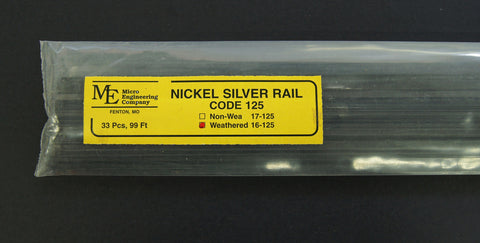 ME Micro Engineering Company
FENTON, MO
33 Pcs, 99 Ft
NICKEL SILVER RAIL
CODE 125
Non-Wea 17-125
Weathered 16-125